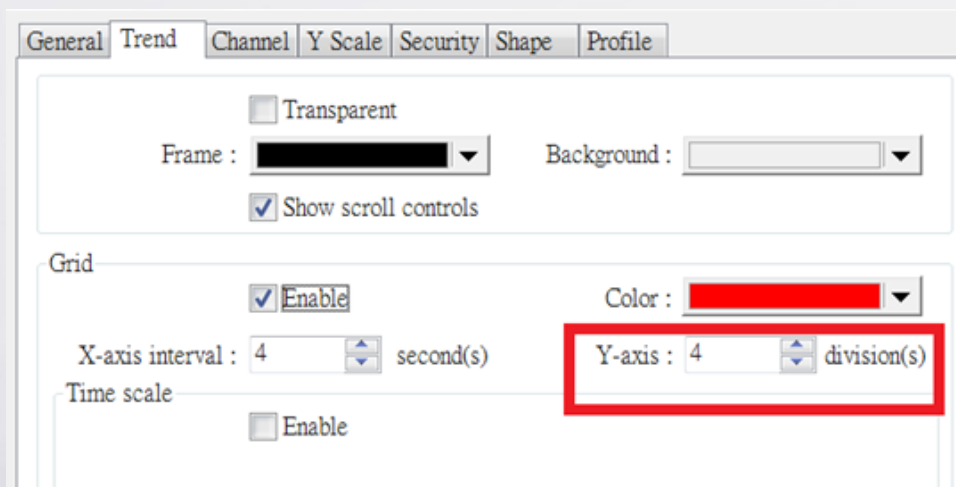 General Trend Channel Y Scale Security Shape Profile
Transparent
Frame : Background :
Show scroll controls
Grid
Enable Color :
X-axis interval : 4 second(s) Y-axis : 4 division(s)
Time scale
Enable